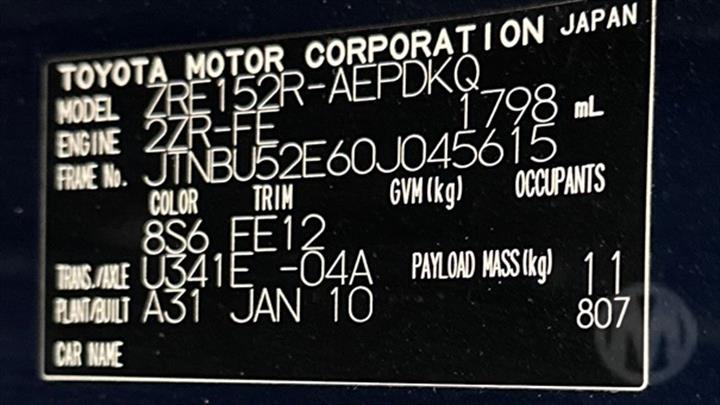 TOYOTA MOTOR CORPORATION JAPAN
MODEL ZRE152R-AEPDKQ
ENGINE 2ZR-FE 1798 mL
FRAME No. JTNBU52E60J045615
COLOR TRIM GVM(kg) OCCUPANTS
8S6 FE12
TRANS./AXLE U341E -04A PAYLOAD MASS(kg) 11
PLANT/BUILT A31 JAN 10 807
CAR NAME
M